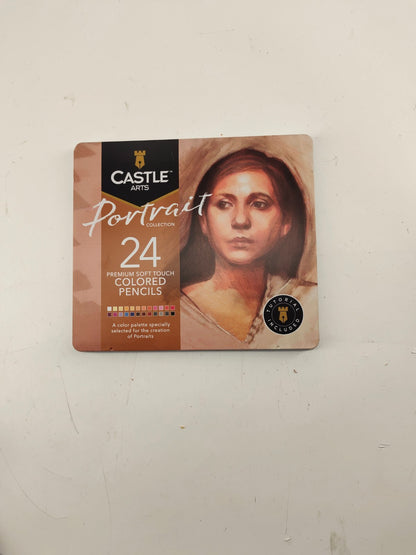 CASTLE™
ARTS
Portrait
COLLECTION
24
PREMIUM SOFT TOUCH
COLORED
PENCILS
A color palette specially
selected for the creation
of Portraits
TUTORIAL
INCLUDED